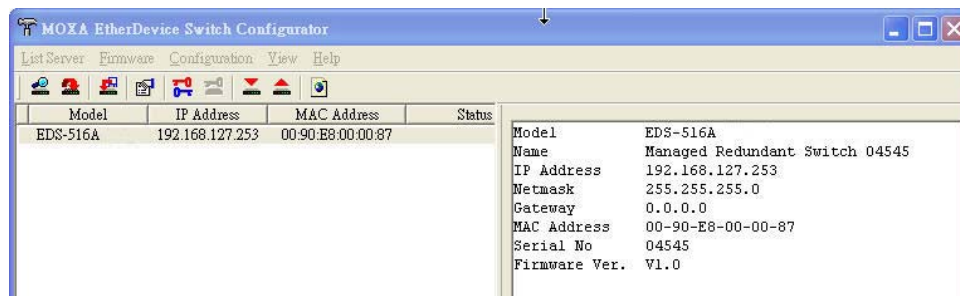 MOXA EtherDevice Switch Configurator
List Server Firmware Configuration View Help
Model IP Address MAC Address Status
EDS-516A 192.168.127.253 00:90:E8:00:00:87
Model EDS-516A
Name Managed Redundant Switch 04545
IP Address 192.168.127.253
Netmask 255.255.255.0
Gateway 0.0.0.0
MAC Address 00-90-E8-00-00-87
Serial No 04545
Firmware Ver. V1.0